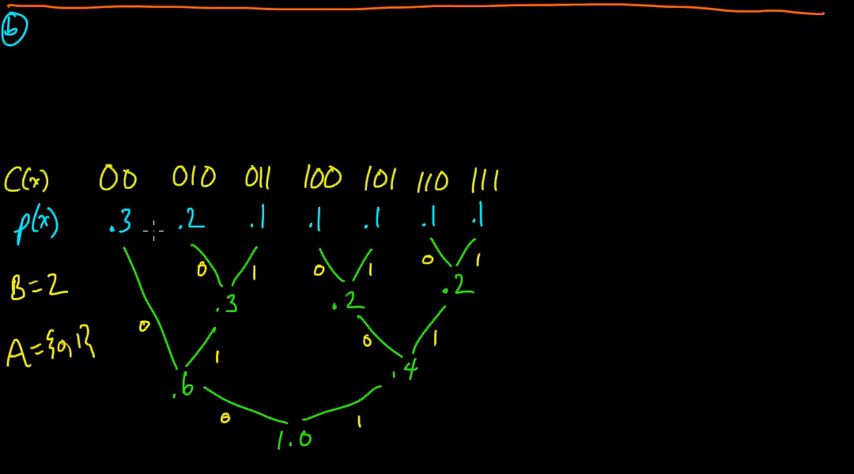 b
C(x) 00 010 011 100 101 110 111
p(x) .3 .2 .1 .1 .1 .1 .1
0 1 0 1 0 1
B=2 .3 .2 .2
A={0,1} 0 1 0 1
.6 .4
0 1
1.0